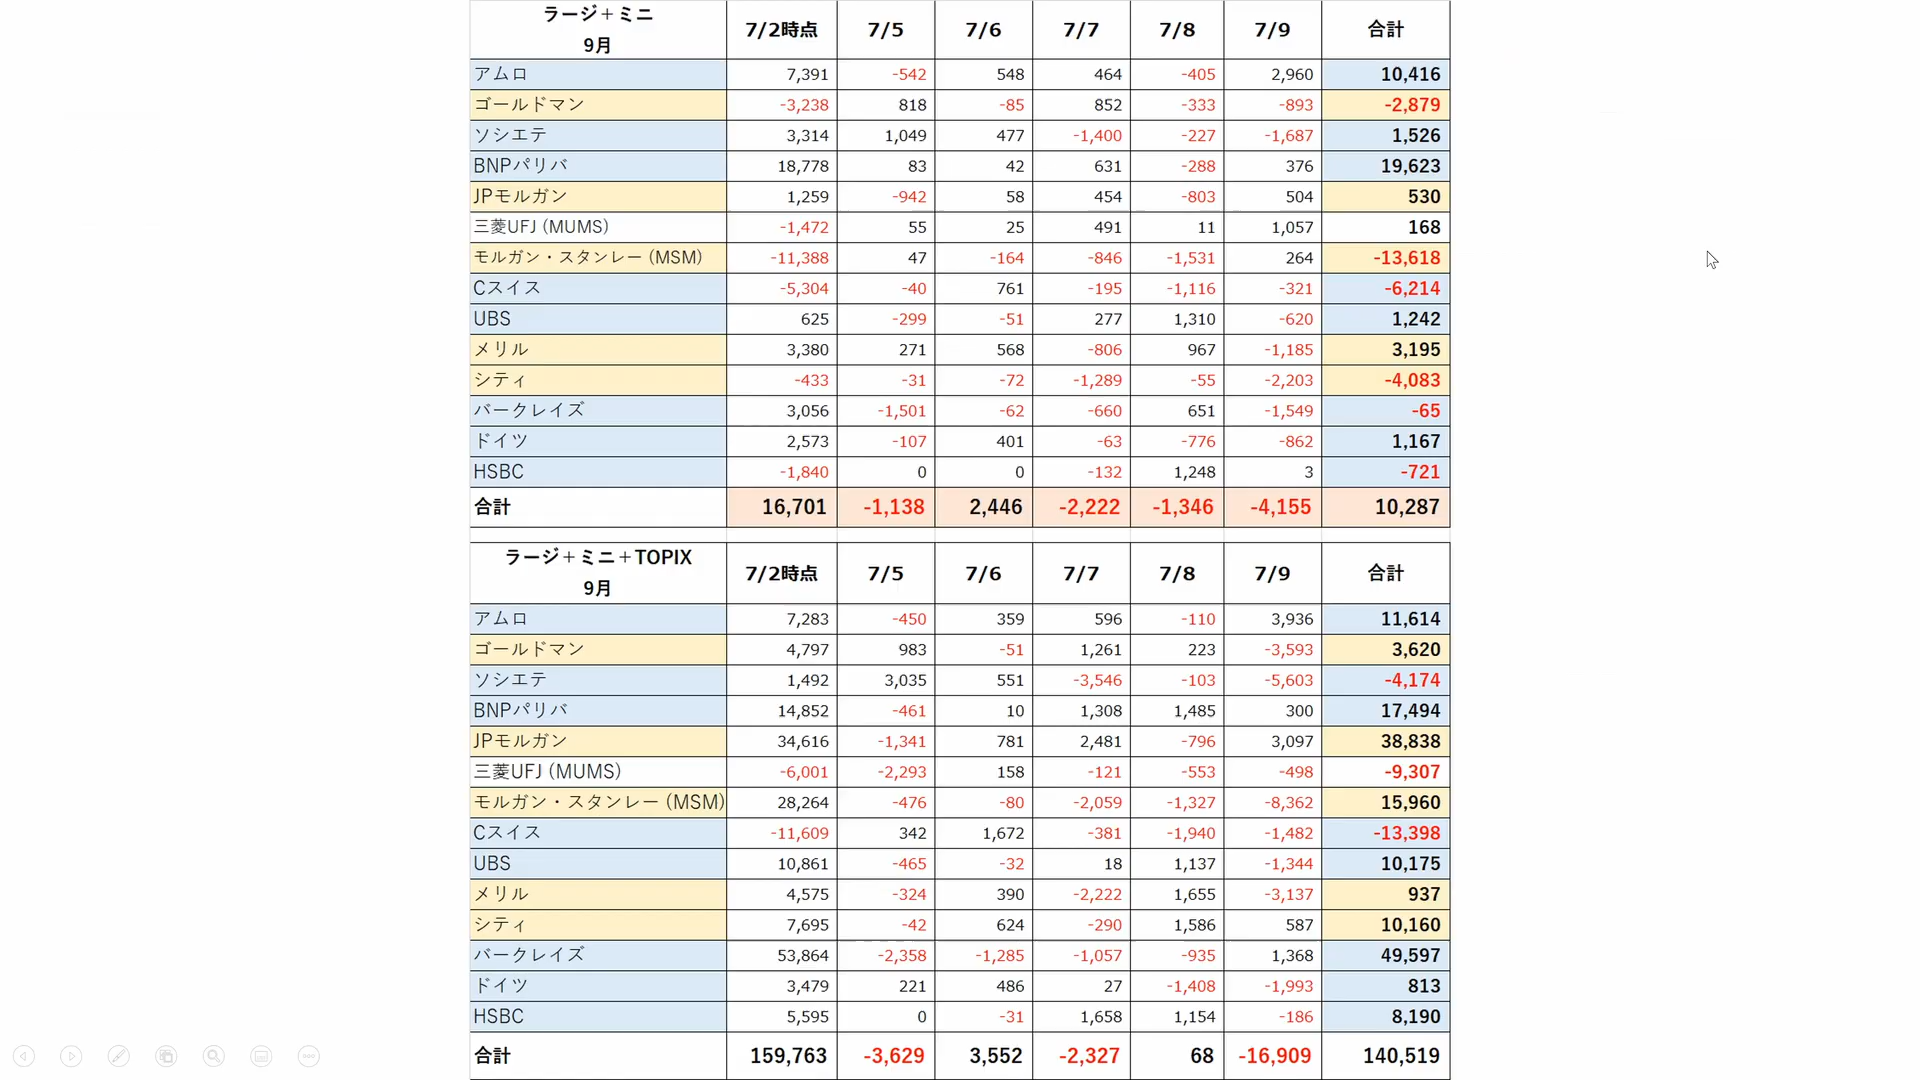 ラージ＋ミニ
9月
7/2時点 7/5 7/6 7/7 7/8 7/9 合計
アムロ 7,391 -542 548 464 -405 2,960 10,416
ゴールドマン -3,238 818 -85 852 -333 -893 -2,879
ソシエテ 3,314 1,049 477 -1,400 -227 -1,687 1,526
BNPパリバ 18,778 83 42 631 -288 376 19,623
JPモルガン 1,259 -942 58 454 -803 504 530
三菱UFJ (MUMS) -1,472 55 25 491 11 1,057 168
モルガン・スタンレー (MSM) -11,388 47 -164 -846 -1,531 264 -13,618
Cスイス -5,304 -40 761 -195 -1,116 -321 -6,214
UBS 625 -299 -51 277 1,310 -620 1,242
メリル 3,380 271 568 -806 967 -1,185 3,195
シティ -433 -31 -72 -1,289 -55 -2,203 -4,083
バークレイズ 3,056 -1,501 -62 -660 651 -1,549 -65
ドイツ 2,573 -107 401 -63 -776 -862 1,167
HSBC -1,840 0 0 -132 1,248 3 -721
合計 16,701 -1,138 2,446 -2,222 -1,346 -4,155 10,287
ラージ＋ミニ＋TOPIX
9月
7/2時点 7/5 7/6 7/7 7/8 7/9 合計
アムロ 7,283 -450 359 596 -110 3,936 11,614
ゴールドマン 4,797 983 -51 1,261 223 -3,593 3,620
ソシエテ 1,492 3,035 551 -3,546 -103 -5,603 -4,174
BNPパリバ 14,852 -461 10 1,308 1,485 300 17,494
JPモルガン 34,616 -1,341 781 2,481 -796 3,097 38,838
三菱UFJ (MUMS) -6,001 -2,293 158 -121 -553 -498 -9,307
モルガン・スタンレー (MSM) 28,264 -476 -80 -2,059 -1,327 -8,362 15,960
Cスイス -11,609 342 1,672 -381 -1,940 -1,482 -13,398
UBS 10,861 -465 -32 18 1,137 -1,344 10,175
メリル 4,575 -324 390 -2,222 1,655 -3,137 937
シティ 7,695 -42 624 -290 1,586 587 10,160
バークレイズ 53,864 -2,358 -1,285 -1,057 -935 1,368 49,597
ドイツ 3,479 221 486 27 -1,408 -1,993 813
HSBC 5,595 0 -31 1,658 1,154 -186 8,190
合計 159,763 -3,629 3,552 -2,327 68 -16,909 140,519